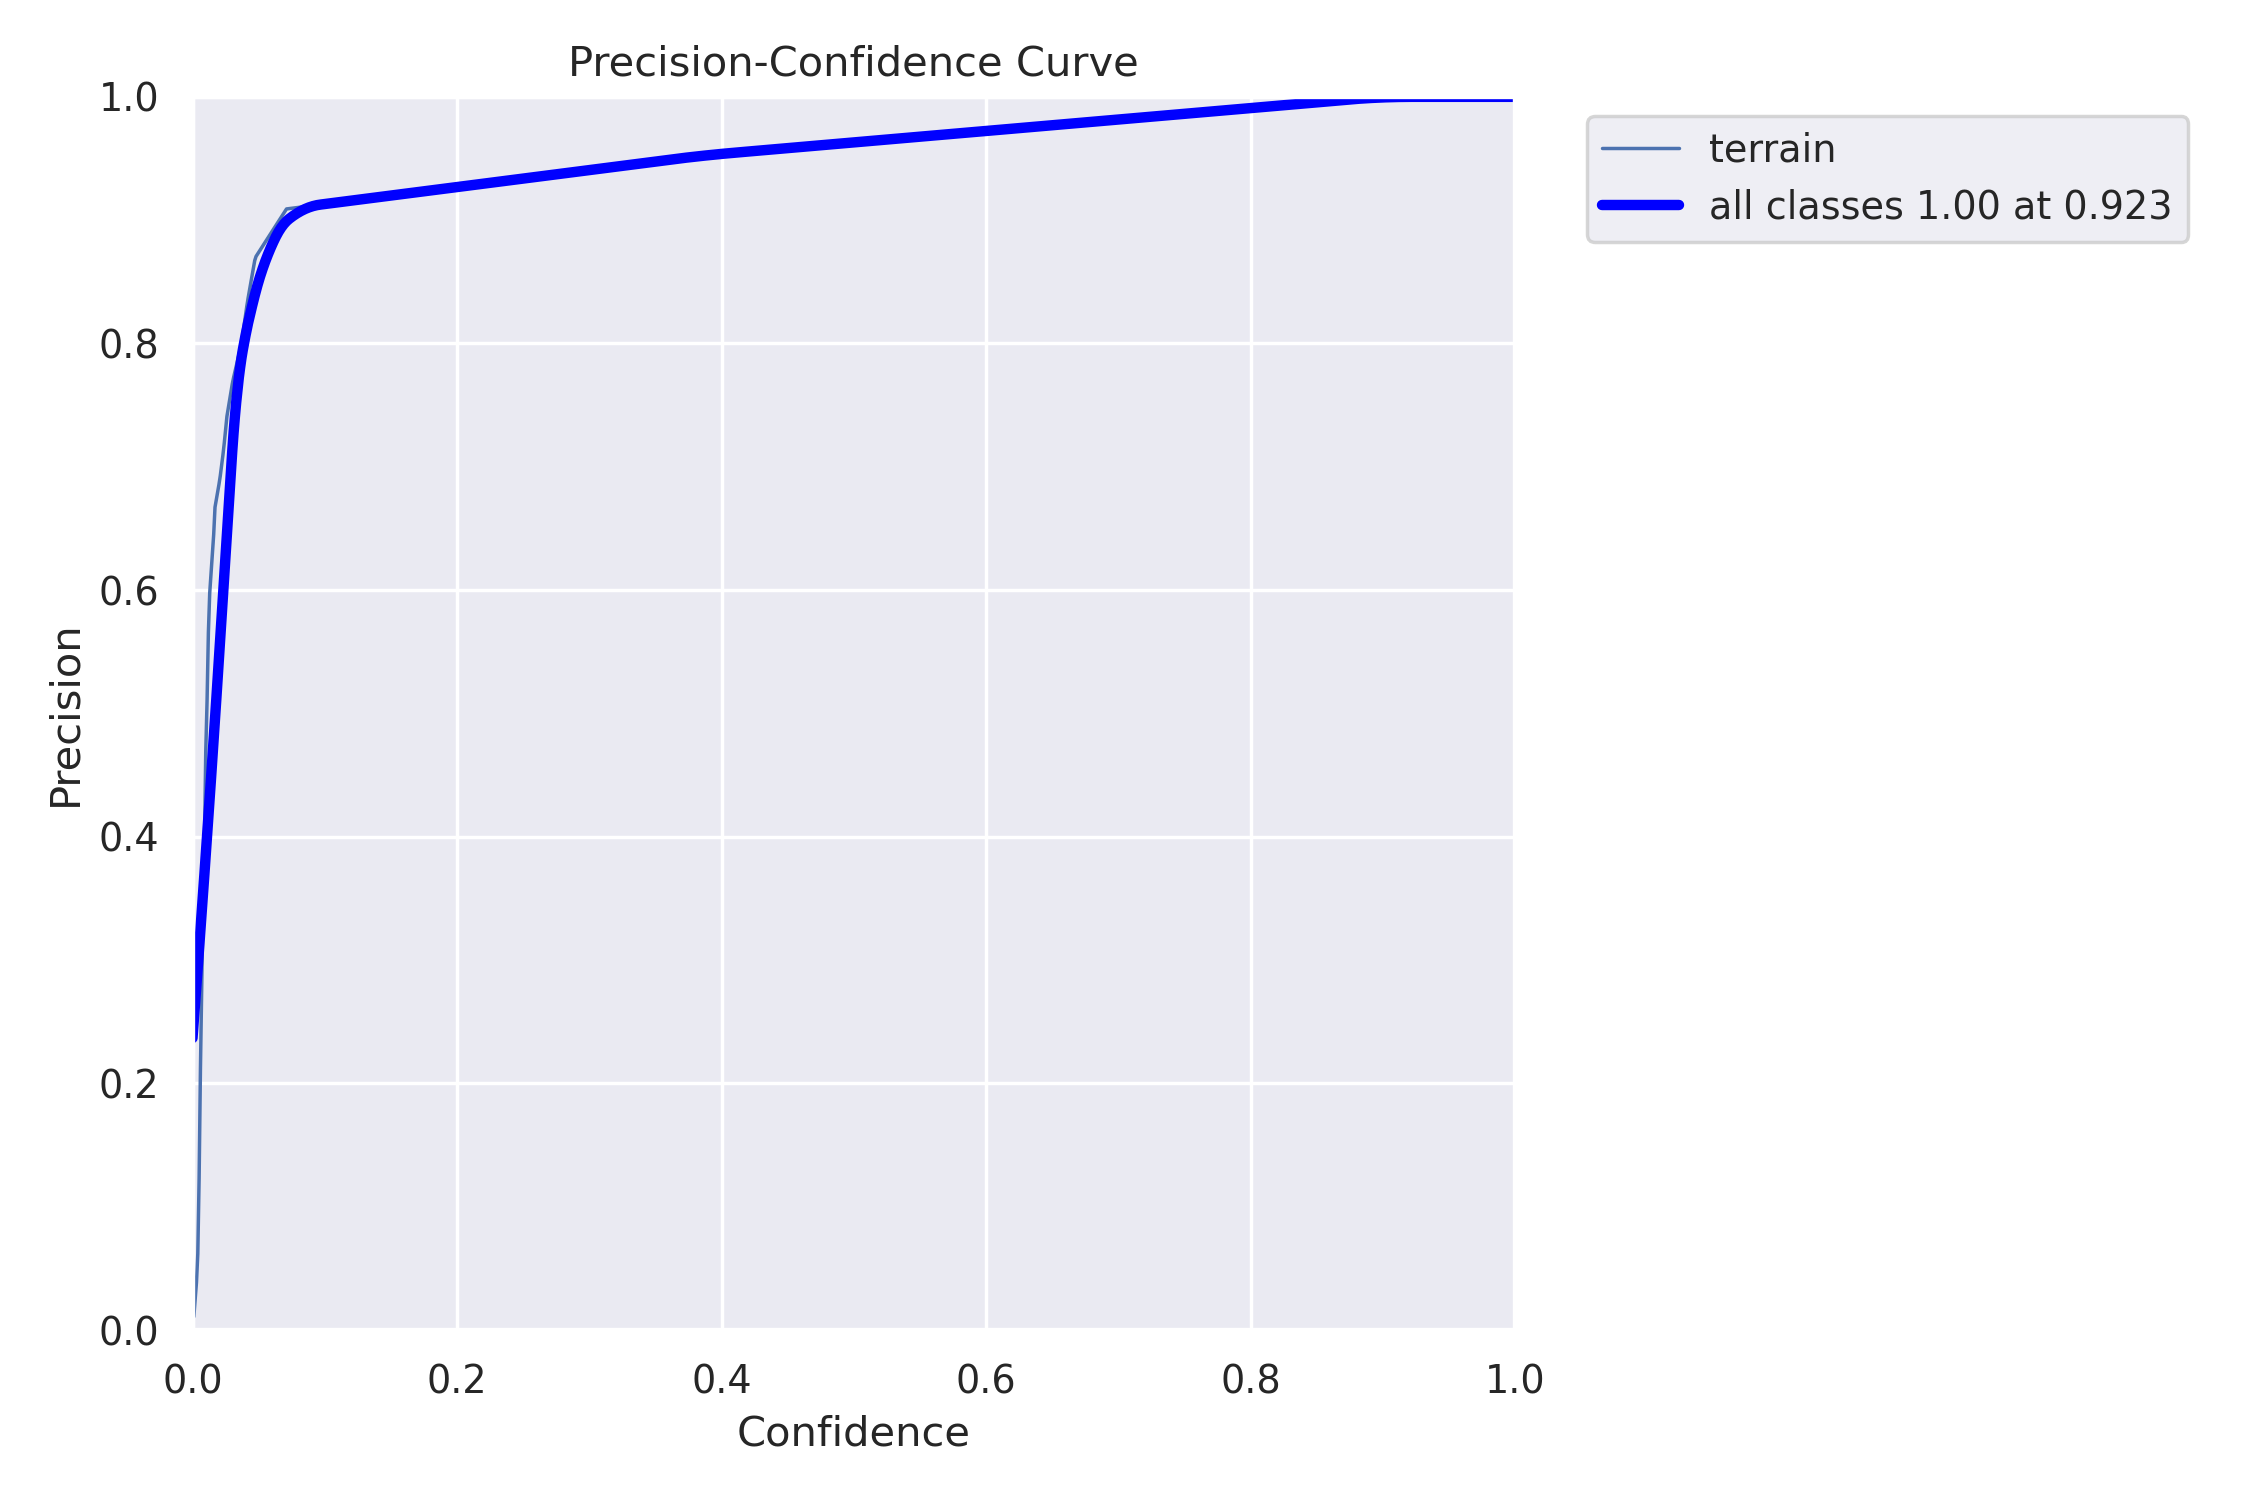 Precision-Confidence Curve
1.0
0.8
0.6
0.4
0.2
0.0
Precision
0.0 0.2 0.4 0.6 0.8 1.0
Confidence
terrain
all classes 1.00 at 0.923